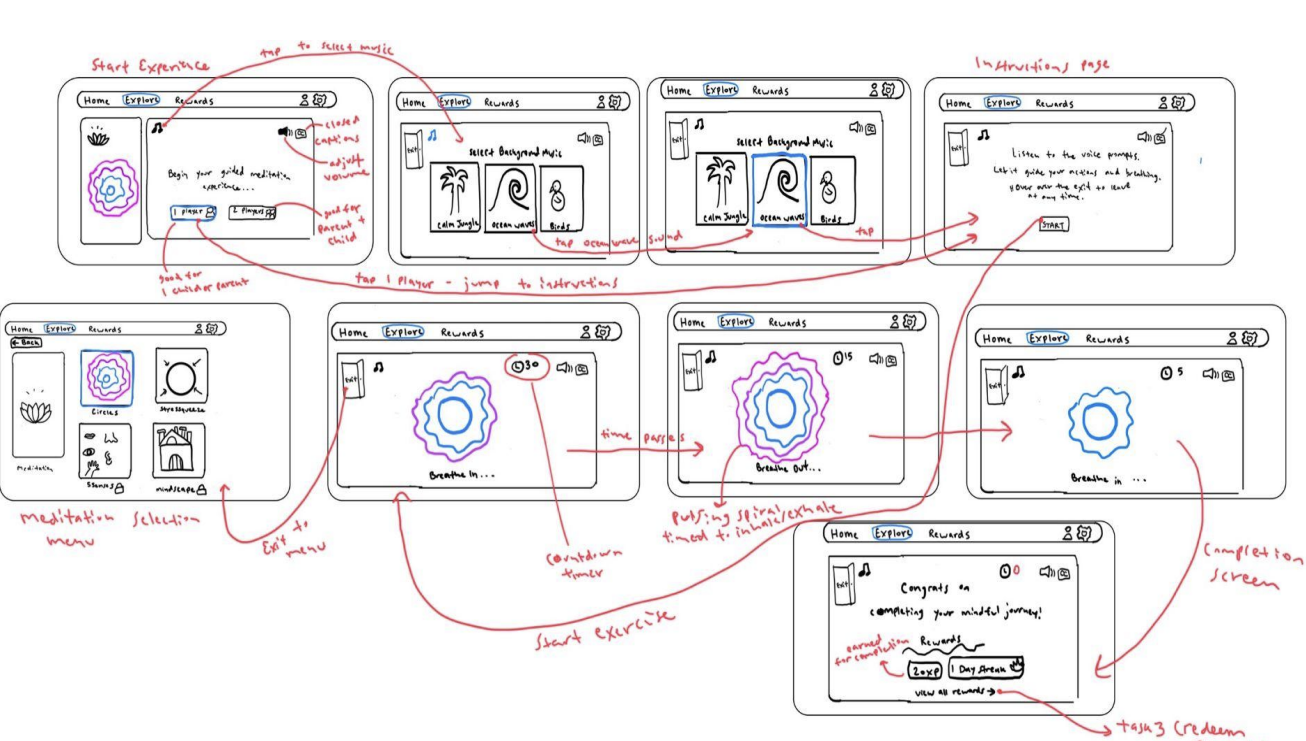 Start Experience
tap to select music
Instructions page
Home Explore Rewards
closed
captions
adjust
volume
Begin your guided meditation
experience...
1 player 2 players
good for
parent +
child
good for
1 child or parent
Home Explore Rewards
Exit
Select Background Music
Calm Jungle ocean waves Birds
tap ocean wave sound
Home Explore Rewards
Select Background Music
Calm Jungle ocean waves Birds
tap
Home Explore Rewards
Exit
Listen to the voice prompts.
Let it guide your actions and breathing.
Hover over the exit to leave
at any time.
START
tap 1 player - jump to instructions
Home Explore Rewards
← Back
Circles
stressqueeze
Meditation
5senses
mindscape
Meditation Selection
menu
Exit to
menu
Home Explore Rewards
Exit
30
Breathe In...
countdown
timer
time passes
Home Explore Rewards
Exit
15
Breathe Out...
Pulsing spiral
timed to inhale/exhale
Start exercise
Home Explore Rewards
Exit
5
Breathe in ...
Completion
screen
Home Explore Rewards
Exit
0
Congrats on
completing your mindful journey!
Rewards
earned
for completion
20xp
1 Day Streak
view all rewards →
task 3 (redeem